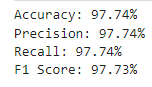 Accuracy: 97.74%
Precision: 97.74%
Recall: 97.74%
F1 Score: 97.73%